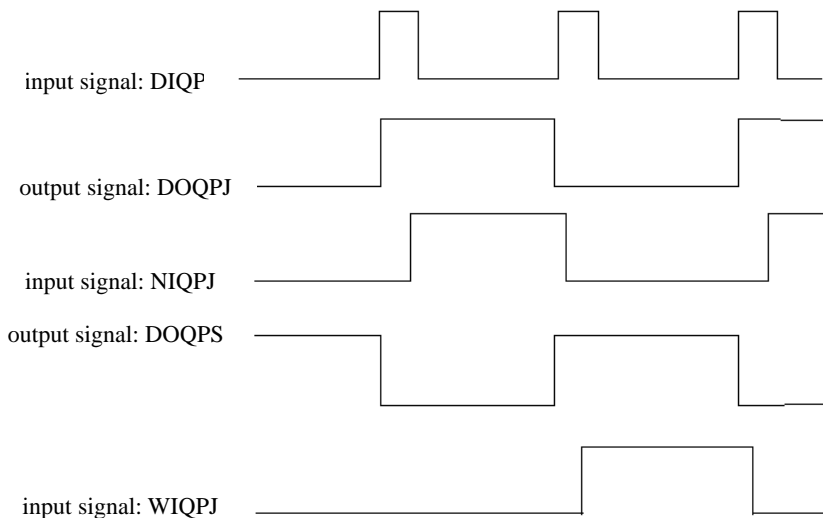 input signal: DIQP
output signal: DOQPJ
input signal: NIQPJ
output signal: DOQPS
input signal: WIQPJ